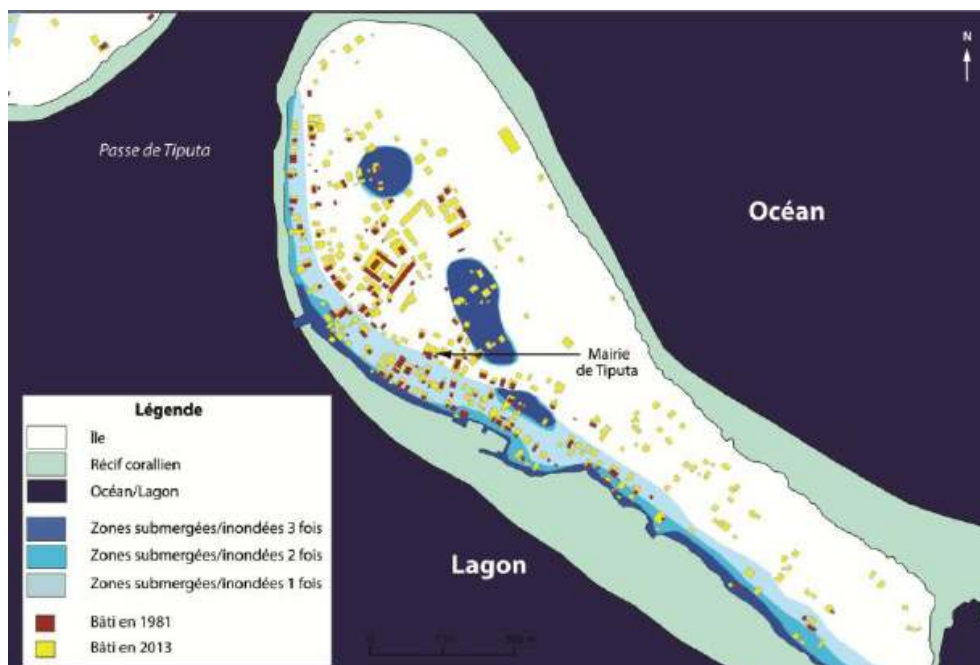 N
Passe de Tiputa
Océan
Mairie
de Tiputa
Légende
Île
Récif corallien
Océan/Lagon
Zones submergées/inondées 3 fois
Zones submergées/inondées 2 fois
Zones submergées/inondées 1 fois
Bâti en 1981
Bâti en 2013
Lagon
0